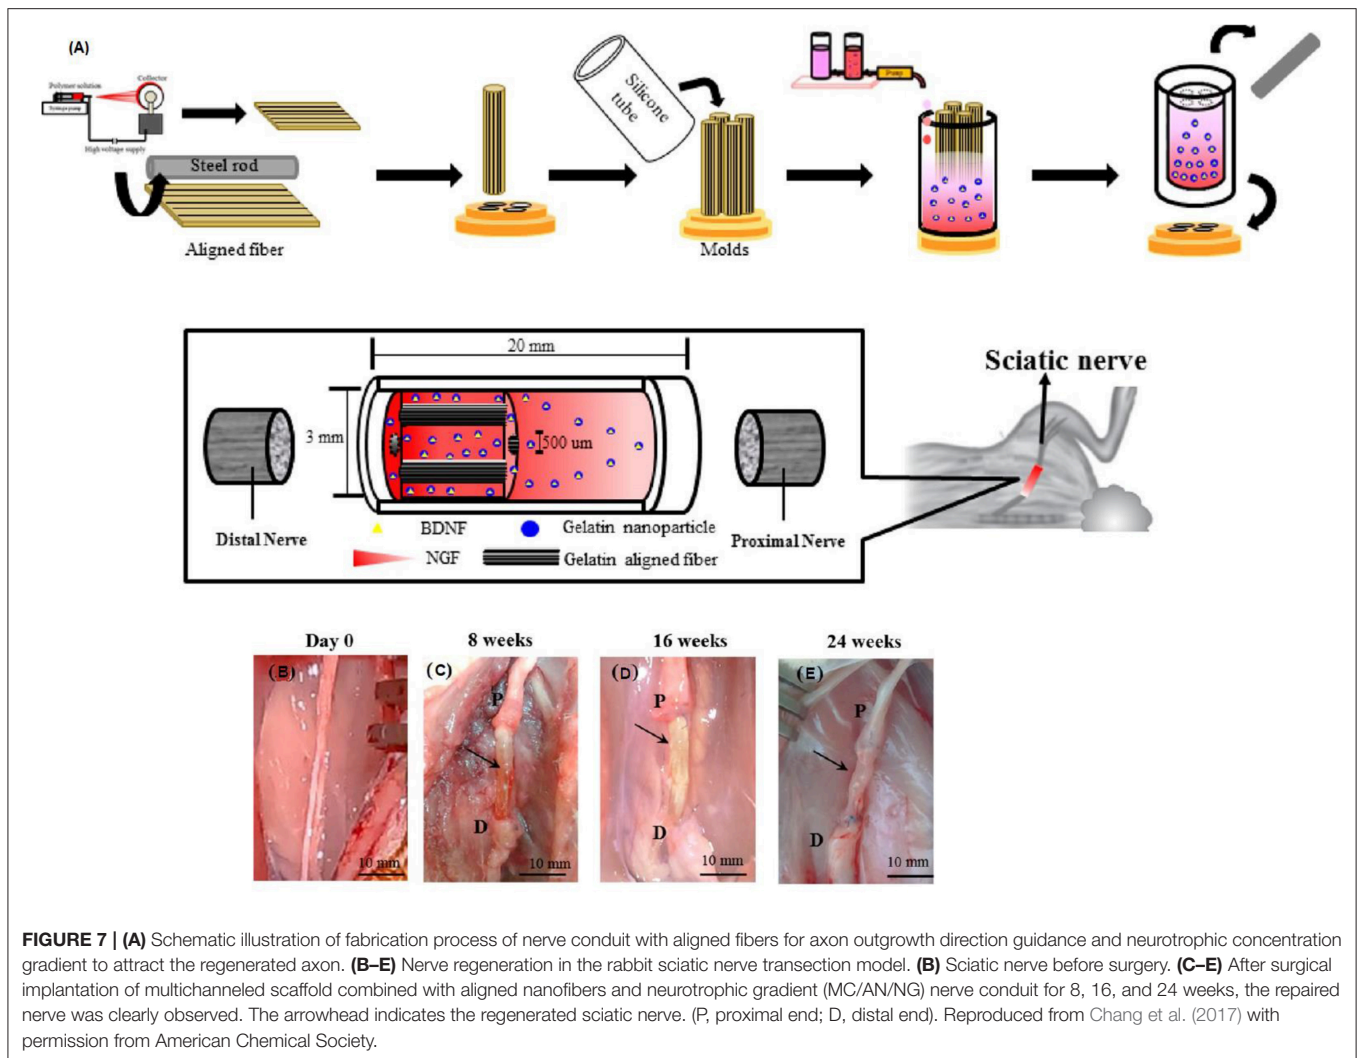 (A)
Polymer solution
Collector
Syringe pump
High voltage supply
Steel rod
Aligned fiber
Silicone
tube
Molds
Pump
20 mm
3 mm
500 um
Distal Nerve
Proximal Nerve
BDNF
Gelatin nanoparticle
NGF
Gelatin aligned fiber
Sciatic nerve
Day 0
8 weeks
16 weeks
24 weeks
(B)
(C)
(D)
(E)
P
P
P
D
D
D
10 mm
10 mm
10 mm
10 mm
FIGURE 7 | (A) Schematic illustration of fabrication process of nerve conduit with aligned fibers for axon outgrowth direction guidance and neurotrophic concentration
gradient to attract the regenerated axon. (B–E) Nerve regeneration in the rabbit sciatic nerve transection model. (B) Sciatic nerve before surgery. (C–E) After surgical
implantation of multichanneled scaffold combined with aligned nanofibers and neurotrophic gradient (MC/AN/NG) nerve conduit for 8, 16, and 24 weeks, the repaired
nerve was clearly observed. The arrowhead indicates the regenerated sciatic nerve. (P, proximal end; D, distal end). Reproduced from Chang et al. (2017) with
permission from American Chemical Society.